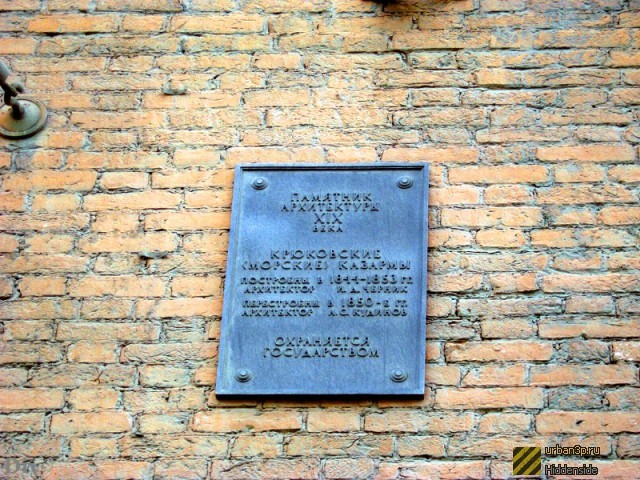 ПАМЯТНИК
АРХИТЕКТУРЫ
XIX
ВЕКА
КРЮКОВСКИЕ
(МОРСКИЕ) КАЗАРМЫ
ПОСТРОЕНЫ В 1844-1853 ГГ.
АРХИТЕКТОР И.Д. ЧЕРНИК
ПЕРЕСТРОЕНЫ В 1850-Е ГГ.
АРХИТЕКТОР А.С. КУДИНОВ
ОХРАНЯЕТСЯ
ГОСУДАРСТВОМ
urban3p.ru
Hiddenside